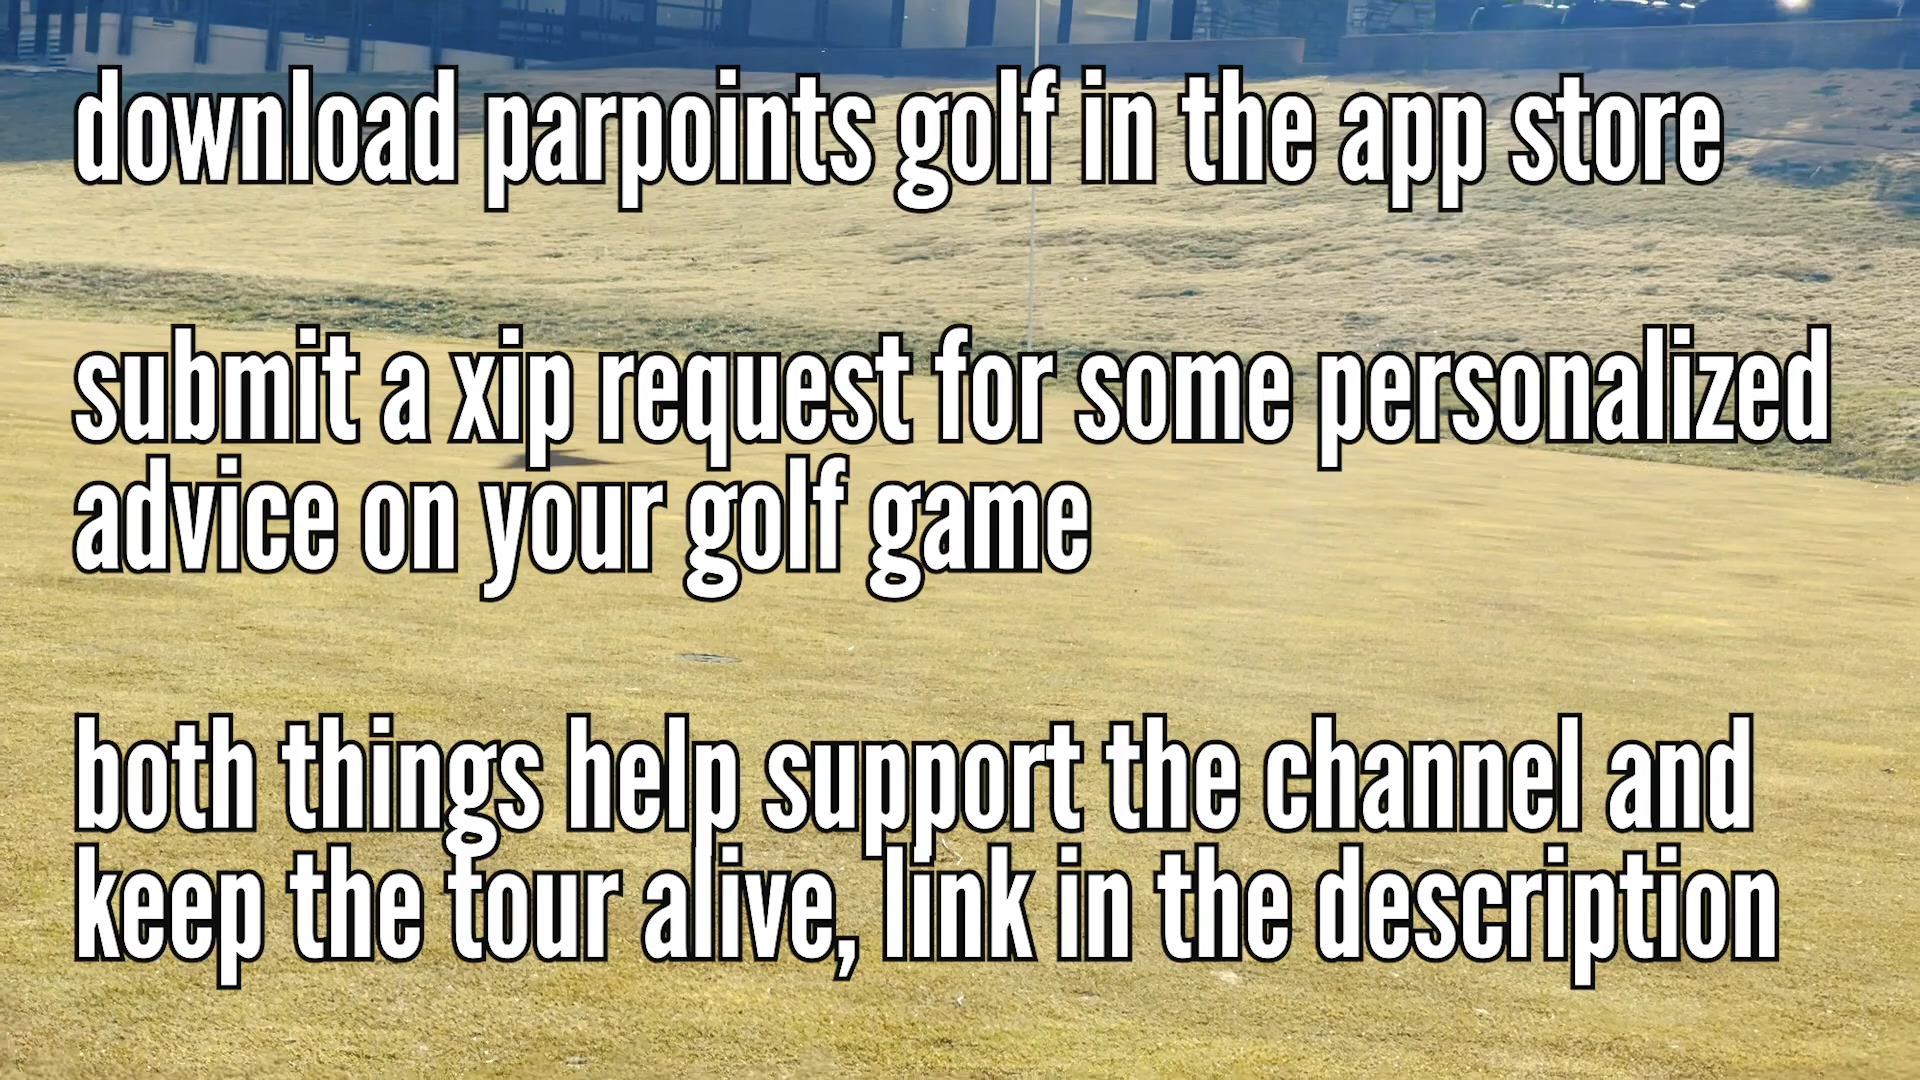 download parpoints golf in the app store
submit a xip request for some personalized
advice on your golf game
both things help support the channel and
keep the tour alive, link in the description